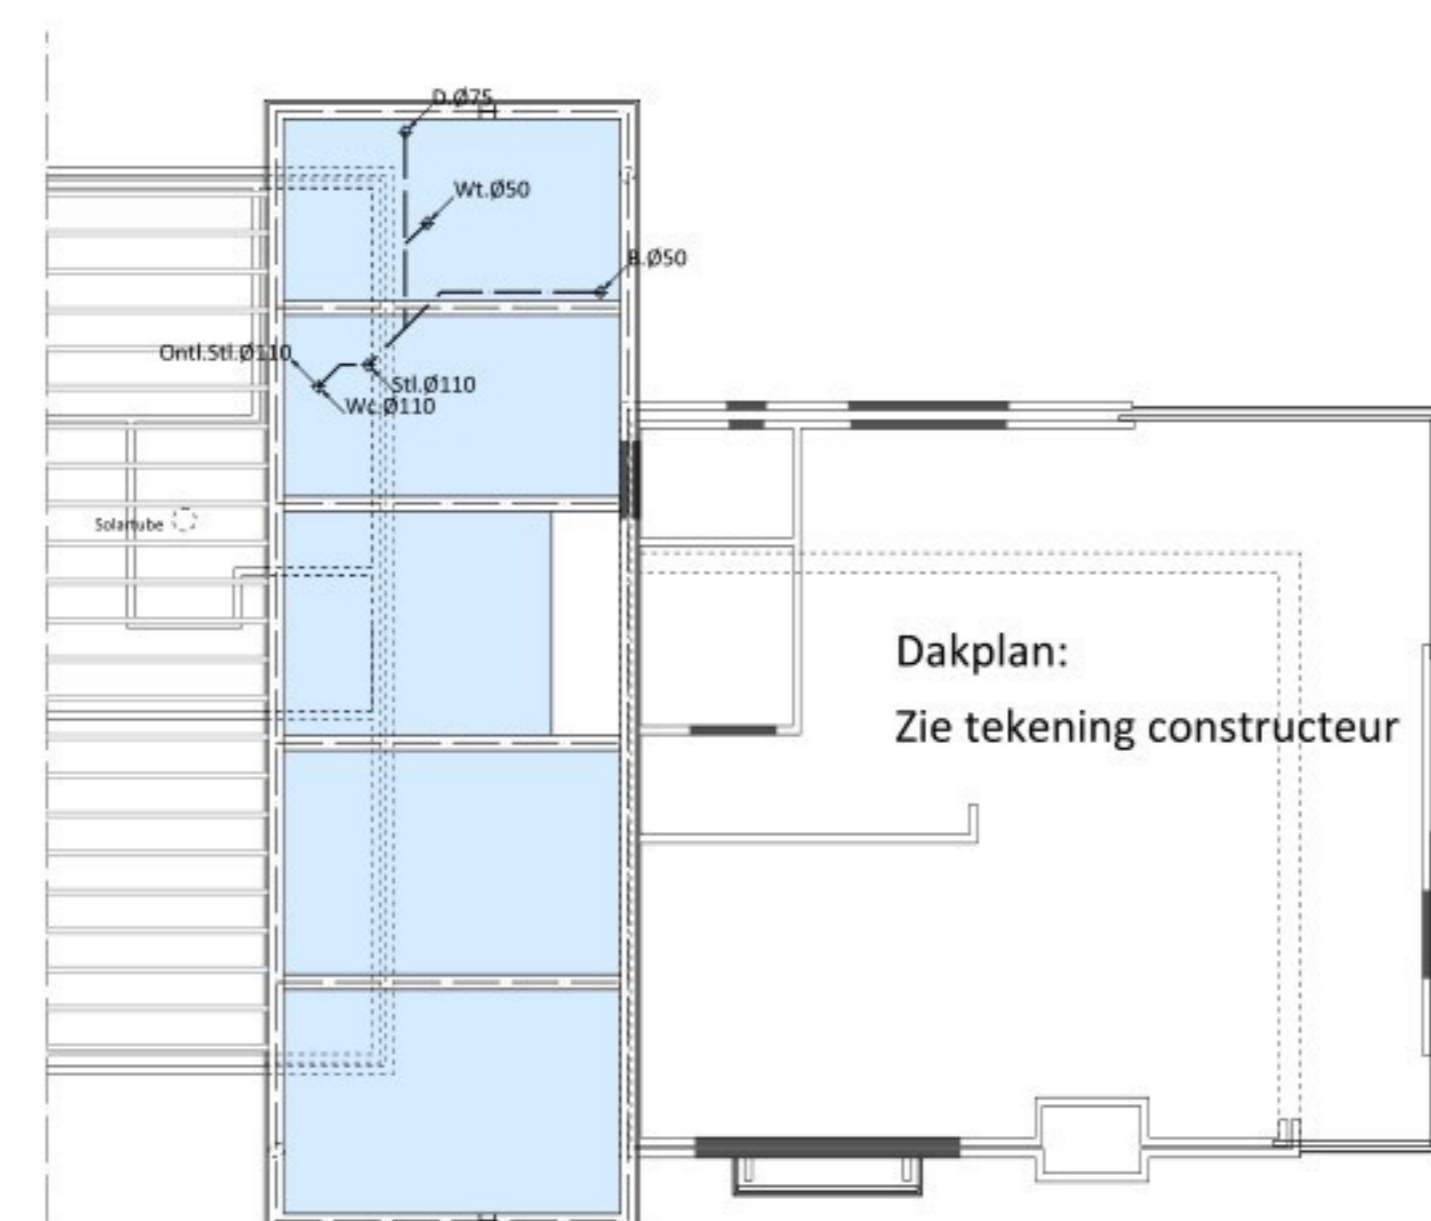 D.Ø75
Wt.Ø50
B.Ø50
Ontl.Stl.Ø110
Stl.Ø110
Wc.Ø110
Solartube
Dakplan:
Zie tekening constructeur